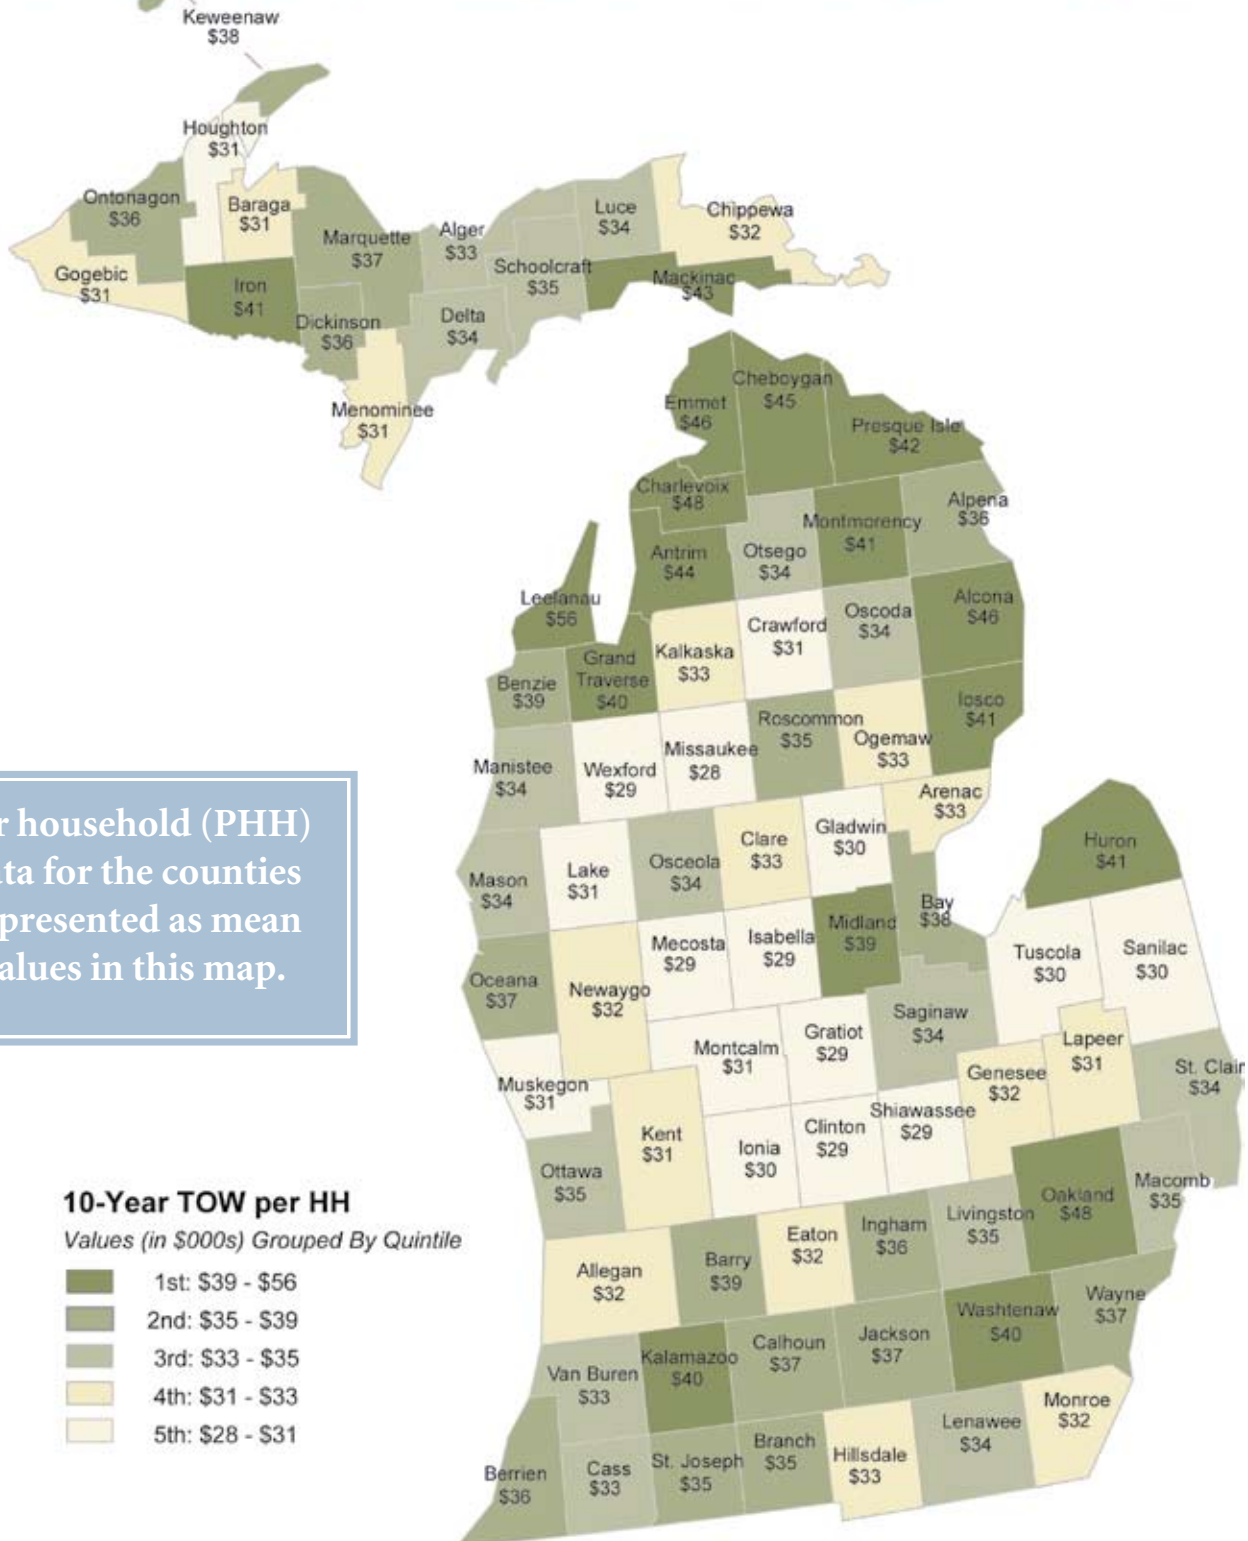 Keweenaw
$38
Houghton
$31
Ontonagon
$36
Baraga
$31
Gogebic
$31
Iron
$41
Marquette
$37
Dickinson
$36
Menominee
$31
Alger
$33
Delta
$34
Schoolcraft
$35
Luce
$34
Chippewa
$32
Mackinac
$43
Emmet
$46
Cheboygan
$45
Presque Isle
$42
Charlevoix
$48
Antrim
$44
Otsego
$34
Montmorency
$41
Alpena
$36
Leelanau
$56
Benzie
$39
Grand
Traverse
$40
Kalkaska
$33
Crawford
$31
Oscoda
$34
Alcona
$46
Manistee
$34
Wexford
$29
Missaukee
$28
Roscommon
$35
Ogemaw
$33
Iosco
$41
Arenac
$33
Mason
$34
Lake
$31
Osceola
$34
Clare
$33
Gladwin
$30
Huron
$41
Oceana
$37
Newaygo
$32
Mecosta
$29
Isabella
$29
Midland
$39
Bay
$38
Tuscola
$30
Sanilac
$30
Muskegon
$31
Montcalm
$31
Gratiot
$29
Saginaw
$34
Genesee
$32
Lapeer
$31
St. Clair
$34
Ottawa
$35
Kent
$31
Ionia
$30
Clinton
$29
Shiawassee
$29
Allegan
$32
Barry
$39
Eaton
$32
Ingham
$36
Livingston
$35
Oakland
$48
Macomb
$35
Van Buren
$33
Kalamazoo
$40
Calhoun
$37
Jackson
$37
Washtenaw
$40
Wayne
$37
Berrien
$36
Cass
$33
St. Joseph
$35
Branch
$35
Hillsdale
$33
Lenawee
$34
Monroe
$32
r household (PHH)
ata for the counties
presented as mean
alues in this map.
10-Year TOW per HH
Values (in $000s) Grouped By Quintile
1st: $39 - $56
2nd: $35 - $39
3rd: $33 - $35
4th: $31 - $33
5th: $28 - $31